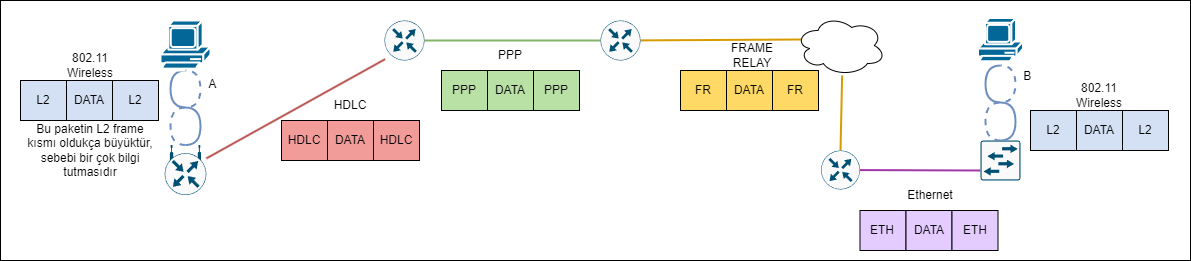 802.11
Wireless
A
L2 DATA L2
Bu paketin L2 frame
kısmı oldukça büyüktür,
sebebi bir çok bilgi
tutmasıdır
HDLC
HDLC DATA HDLC
PPP
PPP DATA PPP
FRAME
RELAY
FR DATA FR
Ethernet
ETH DATA ETH
B
802.11
Wireless
L2 DATA L2